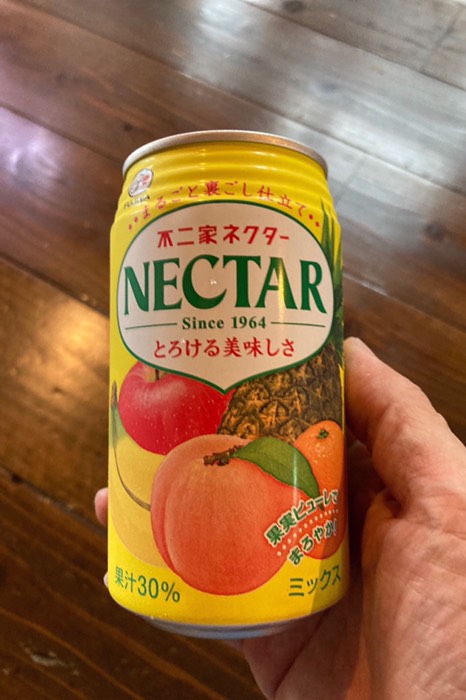 FUJIYA
まるごと裏ごし仕立て
不二家ネクター
NECTAR
Since 1964
とろける美味しさ
果実ピューレで
まろやか!
果汁30%
ミックス